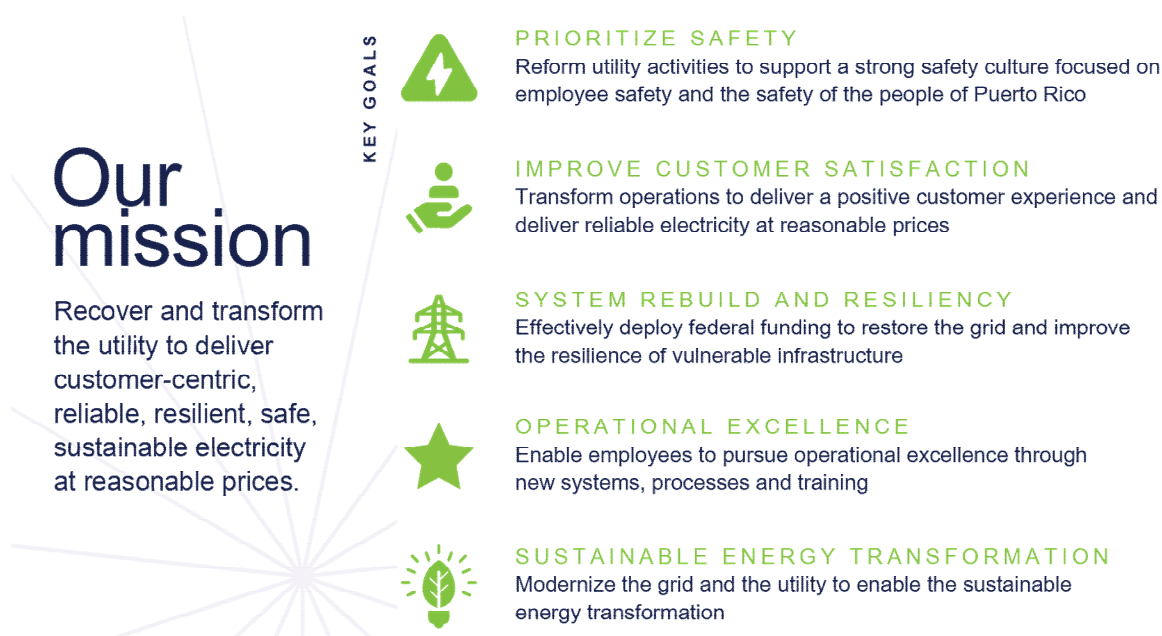 Our
mission
Recover and transform
the utility to deliver
customer-centric,
reliable, resilient, safe,
sustainable electricity
at reasonable prices.
KEY GOALS
PRIORITIZE SAFETY
Reform utility activities to support a strong safety culture focused on
employee safety and the safety of the people of Puerto Rico
IMPROVE CUSTOMER SATISFACTION
Transform operations to deliver a positive customer experience and
deliver reliable electricity at reasonable prices
SYSTEM REBUILD AND RESILIENCY
Effectively deploy federal funding to restore the grid and improve
the resilience of vulnerable infrastructure
OPERATIONAL EXCELLENCE
Enable employees to pursue operational excellence through
new systems, processes and training
SUSTAINABLE ENERGY TRANSFORMATION
Modernize the grid and the utility to enable the sustainable
energy transformation